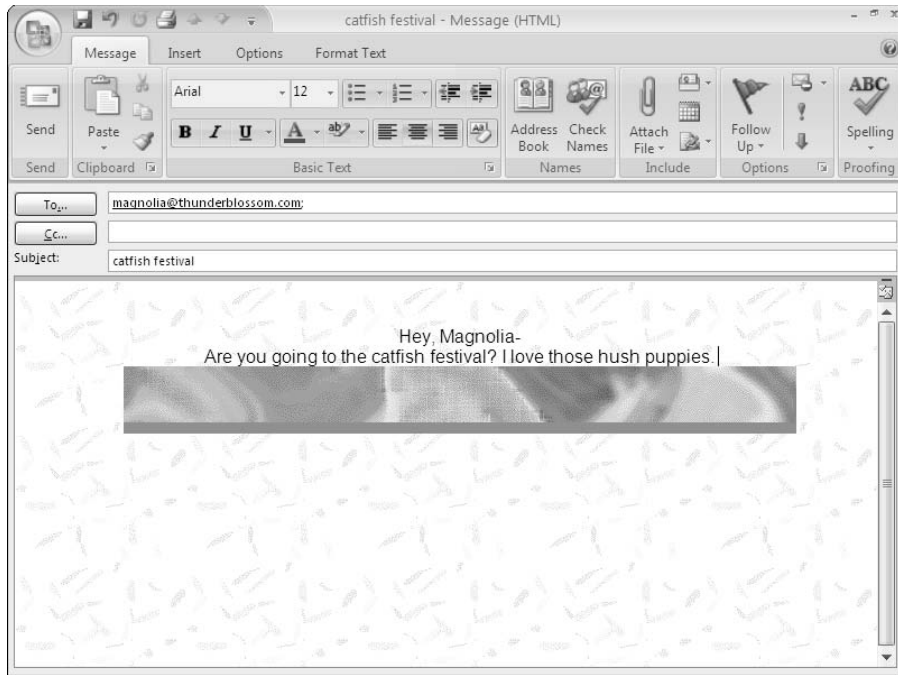 catfish festival - Message (HTML)
Message Insert Options Format Text
Arial 12
Send Paste B I U A ab Address Book Check Names Attach File Follow Up ABC Spelling
Send Clipboard Basic Text Names Include Options Proofing
To... magnolia@thunderblossom.com;
Cc...
Subject: catfish festival
Hey, Magnolia-
Are you going to the catfish festival? I love those hush puppies.